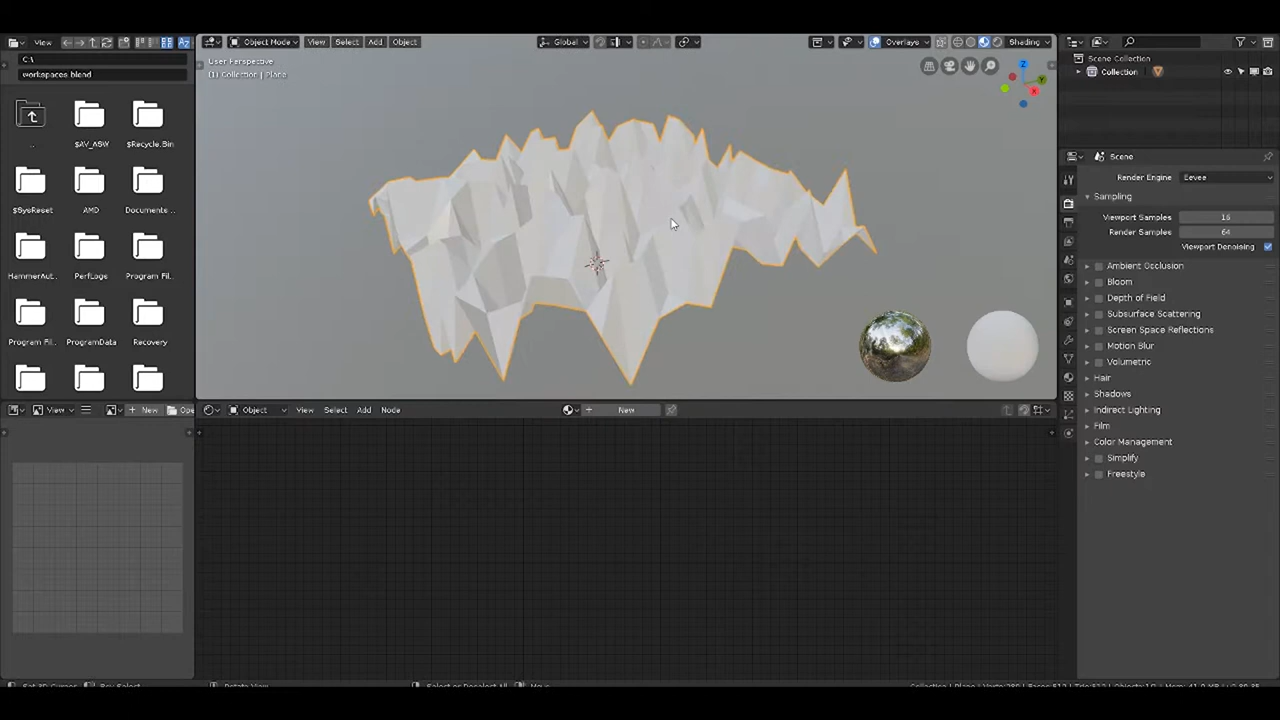 View
C:\
workspaces.blend
..
$AV_ASW
$Recycle.Bin
$SysReset
AMD
Documents ..
HammerAut..
PerfLogs
Program Fil..
Program Fil..
ProgramData
Recovery
Object Mode View Select Add Object
Global
Overlays
Shading
User Perspective
(1) Collection | Plane
Z
Y
X
Scene Collection
Collection
Scene
Render Engine Eevee
Sampling
Viewport Samples 16
Render Samples 64
Viewport Denoising
Ambient Occlusion
Bloom
Depth of Field
Subsurface Scattering
Screen Space Reflections
Motion Blur
Volumetric
Hair
Shadows
Indirect Lighting
Film
Color Management
Simplify
Freestyle
View New Ope
Object View Select Add Node New